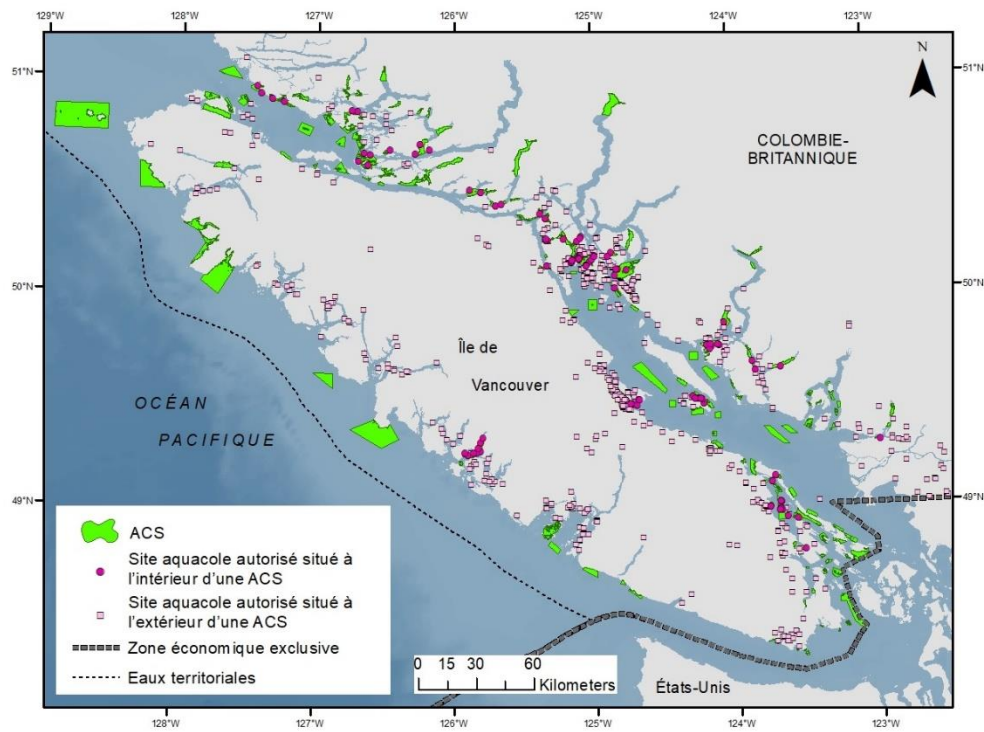 129°W 128°W 127°W 126°W 125°W 124°W 123°W
51°N
51°N
N
COLOMBIE-
BRITANNIQUE
50°N
50°N
Île de
Vancouver
OCÉAN
PACIFIQUE
49°N
49°N
ACS
Site aquacole autorisé situé à
l'intérieur d'une ACS
Site aquacole autorisé situé à
l'extérieur d'une ACS
Zone économique exclusive
Eaux territoriales
0 15 30 60
Kilometers
États-Unis
128°W 127°W 126°W 125°W 124°W 123°W